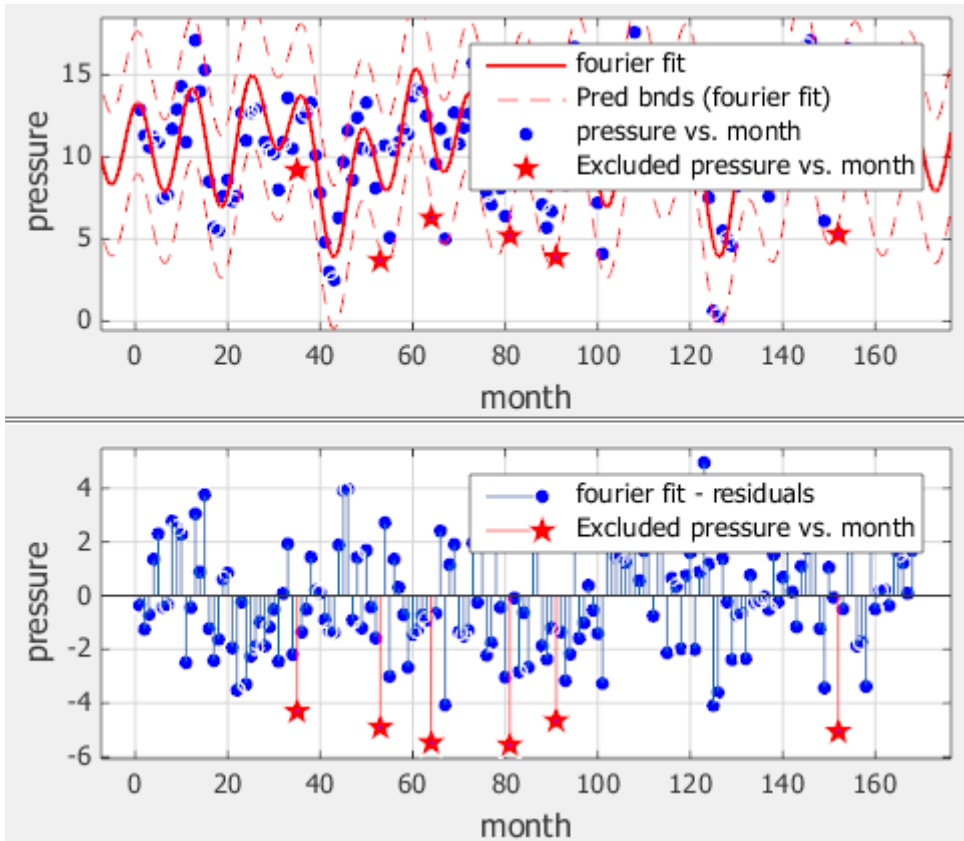 15
10
5
0
pressure
fourier fit
Pred bnds (fourier fit)
pressure vs. month
Excluded pressure vs. month
0 20 40 60 80 100 120 140 160
month
4
2
0
-2
-4
-6
pressure
fourier fit - residuals
Excluded pressure vs. month
0 20 40 60 80 100 120 140 160
month